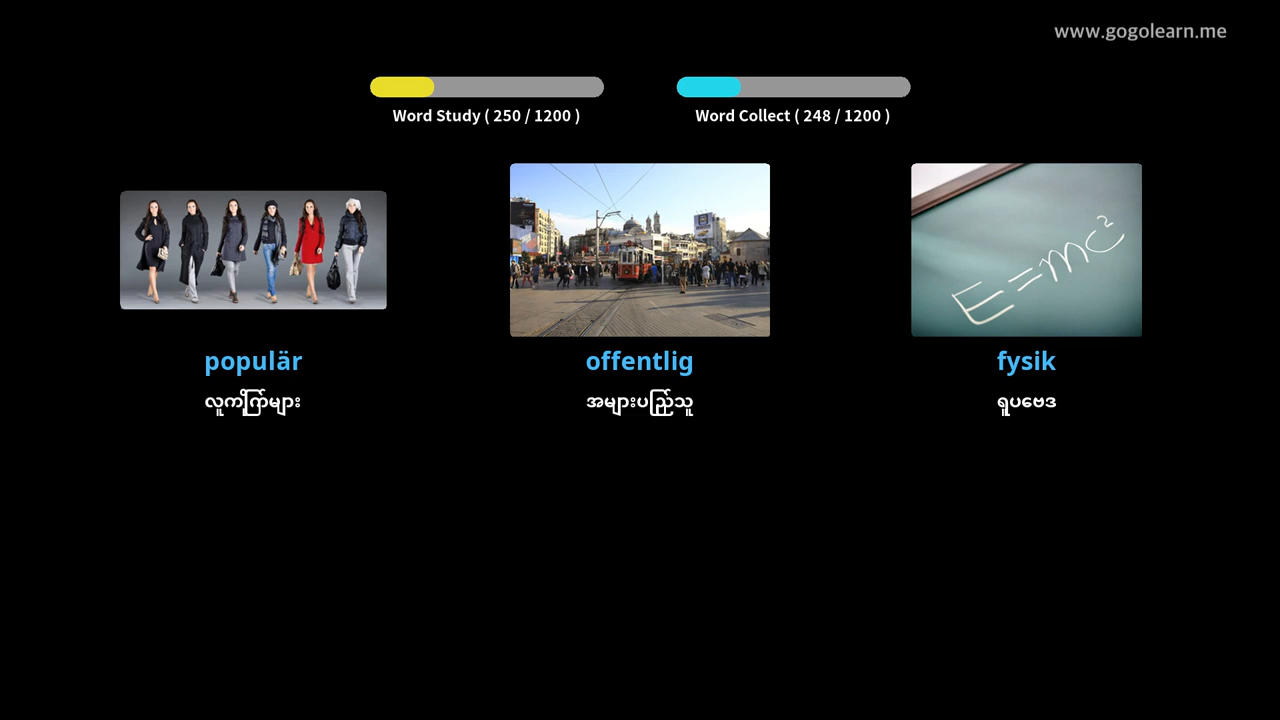 www.gogolearn.me
Word Study ( 250 / 1200 )
Word Collect ( 248 / 1200 )
populär
offentlig
fysik
လူကြိုက်များ
အများပြည်သူ
ရူပဗေဒ
E=mc²